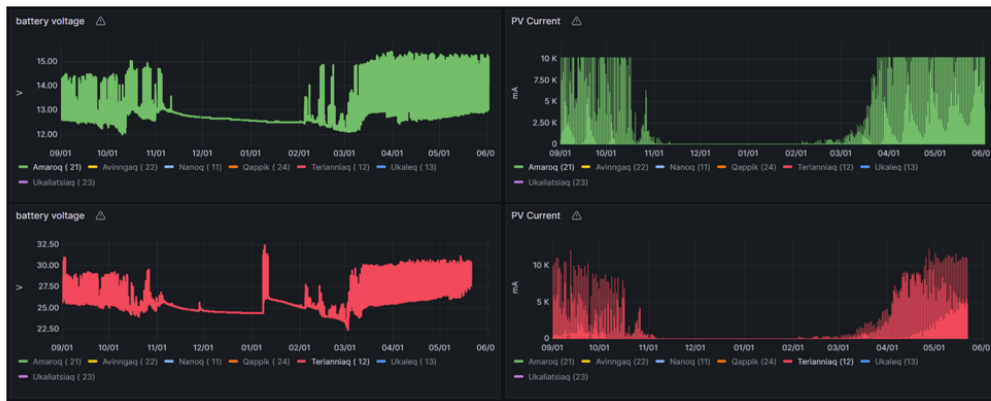 battery voltage
PV Current
15.00
14.00
13.00
12.00
V
09/01 10/01 11/01 12/01 01/01 02/01 03/01 04/01 05/01 06/0
10 K
7.50 K
5 K
2.50 K
0
mA
09/01 10/01 11/01 12/01 01/01 02/01 03/01 04/01 05/01 06/01
Amaroq ( 21) Avinngaq ( 22) Nanoq ( 11) Qappik ( 24) Terianniaq ( 12) Ukaleq ( 13)
Ukaliatsiaq ( 23)
Amaroq (21) Avinngaq (22) Nanoq (11) Qappik (24) Terianniaq (12) Ukaleq (13)
Ukaliatsiaq (23)
battery voltage
PV Current
32.50
30.00
27.50
25.00
22.50
V
09/01 10/01 11/01 12/01 01/01 02/01 03/01 04/01 05/01 06/0
10 K
5 K
0
mA
09/01 10/01 11/01 12/01 01/01 02/01 03/01 04/01 05/01 06/0
Amaroq ( 21) Avinngaq ( 22) Nanoq ( 11) Qappik ( 24) Terianniaq ( 12) Ukaleq ( 13)
Ukaliatsiaq ( 23)
Amaroq (21) Avinngaq (22) Nanoq (11) Qappik (24) Terianniaq (12) Ukaleq (13)
Ukaliatsiaq (23)